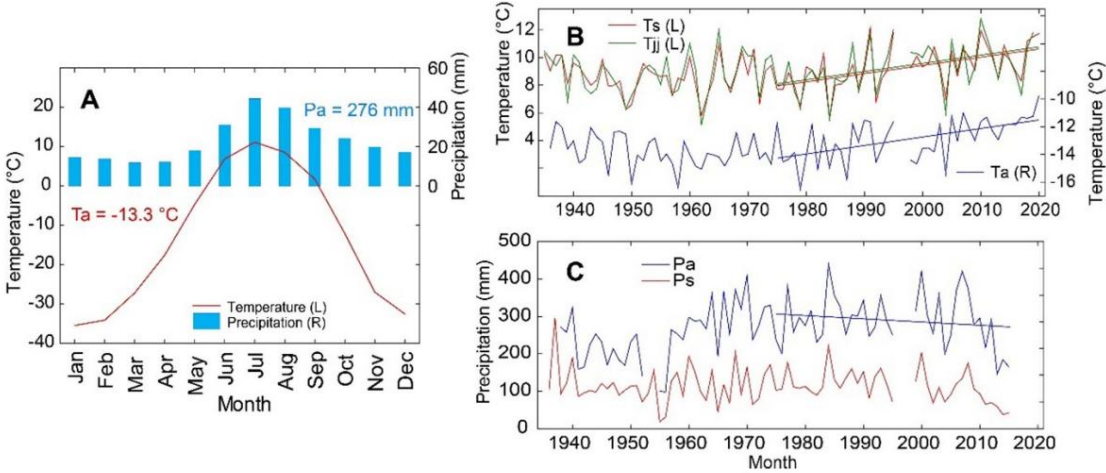 A
Temperature (°C)
20
10
0
-10
-20
-30
-40
Precipitation (mm)
60
40
20
0
Pa = 276 mm
Ta = -13.3 °C
Temperature (L)
Precipitation (R)
Jan Feb Mar Apr May Jun Jul Aug Sep Oct Nov Dec
Month
B
Ts (L)
Tjj (L)
Temperature (°C)
12
10
8
6
4
Temperature (°C)
-10
-12
-14
-16
Ta (R)
1940 1950 1960 1970 1980 1990 2000 2010 2020
C
Pa
Ps
Precipitation (mm)
500
400
300
200
100
0
1940 1950 1960 1970 1980 1990 2000 2010 2020
Month